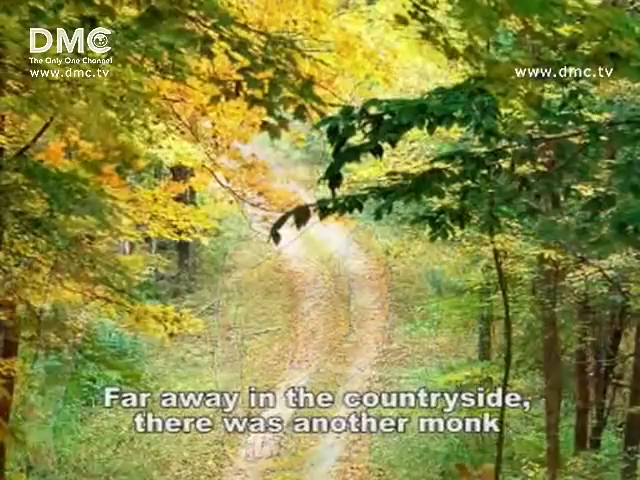 DMC
The Only One Channel
www.dmc.tv
www.dmc.tv
Far away in the countryside,
there was another monk